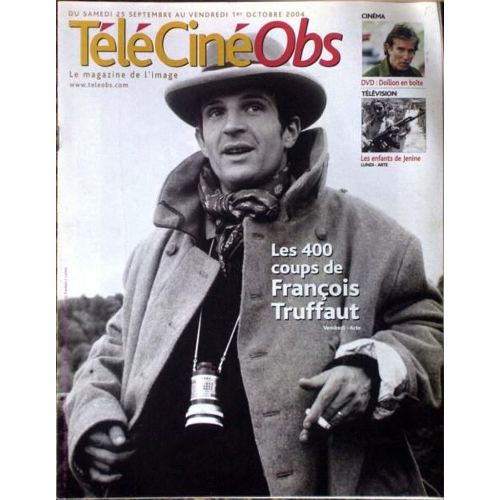 DU SAMEDI 25 SEPTEMBRE AU VENDREDI 1er OCTOBRE 2004
TéléCinéObs
Le magazine de l'image
www.teleobs.com
CINÉMA
DVD : Doillon en boîte
TÉLÉVISION
Les enfants de Jenine
LUNDI - ARTE
Les 400
coups de
François
Truffaut
Vendredi - Arte